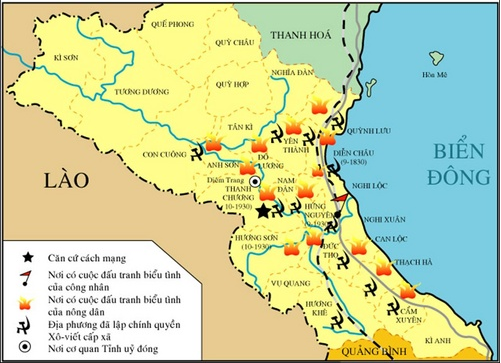 QUẾ PHONG
THANH HOÁ
KÌ SƠN
QUỲ CHÂU
NGHĨA ĐÀN
Hòn Mê
TƯƠNG DƯƠNG
QUỲ HỢP
TÂN KÌ
QUỲNH LƯU
YÊN
THÀNH
CON CUÔNG
ANH SƠN
ĐÔ
LƯƠNG
DIỄN CHÂU
(9-1830)
BIỂN
ĐÔNG
LÀO
THANH
CHƯƠNG
(10-1930)
NAM
ĐÀN
NGHI LỘC
HƯNG
NGUYÊN
NGHI XUÂN
HƯƠNG SƠN
(10-1930)
ĐỨC
THỌ
CAN LỘC
THẠCH HÀ
VỤ QUANG
HƯƠNG
KHÊ
CẨM
XUYÊN
KÌ ANH
QUẢNG BÌNH
Căn cứ cách mạng
Nơi có cuộc đấu tranh biểu tình
của công nhân
Nơi có cuộc đấu tranh biểu tình
của nông dân
Địa phương đã lập chính quyền
Xô-viết cấp xã
Nơi cơ quan Tỉnh uỷ đóng